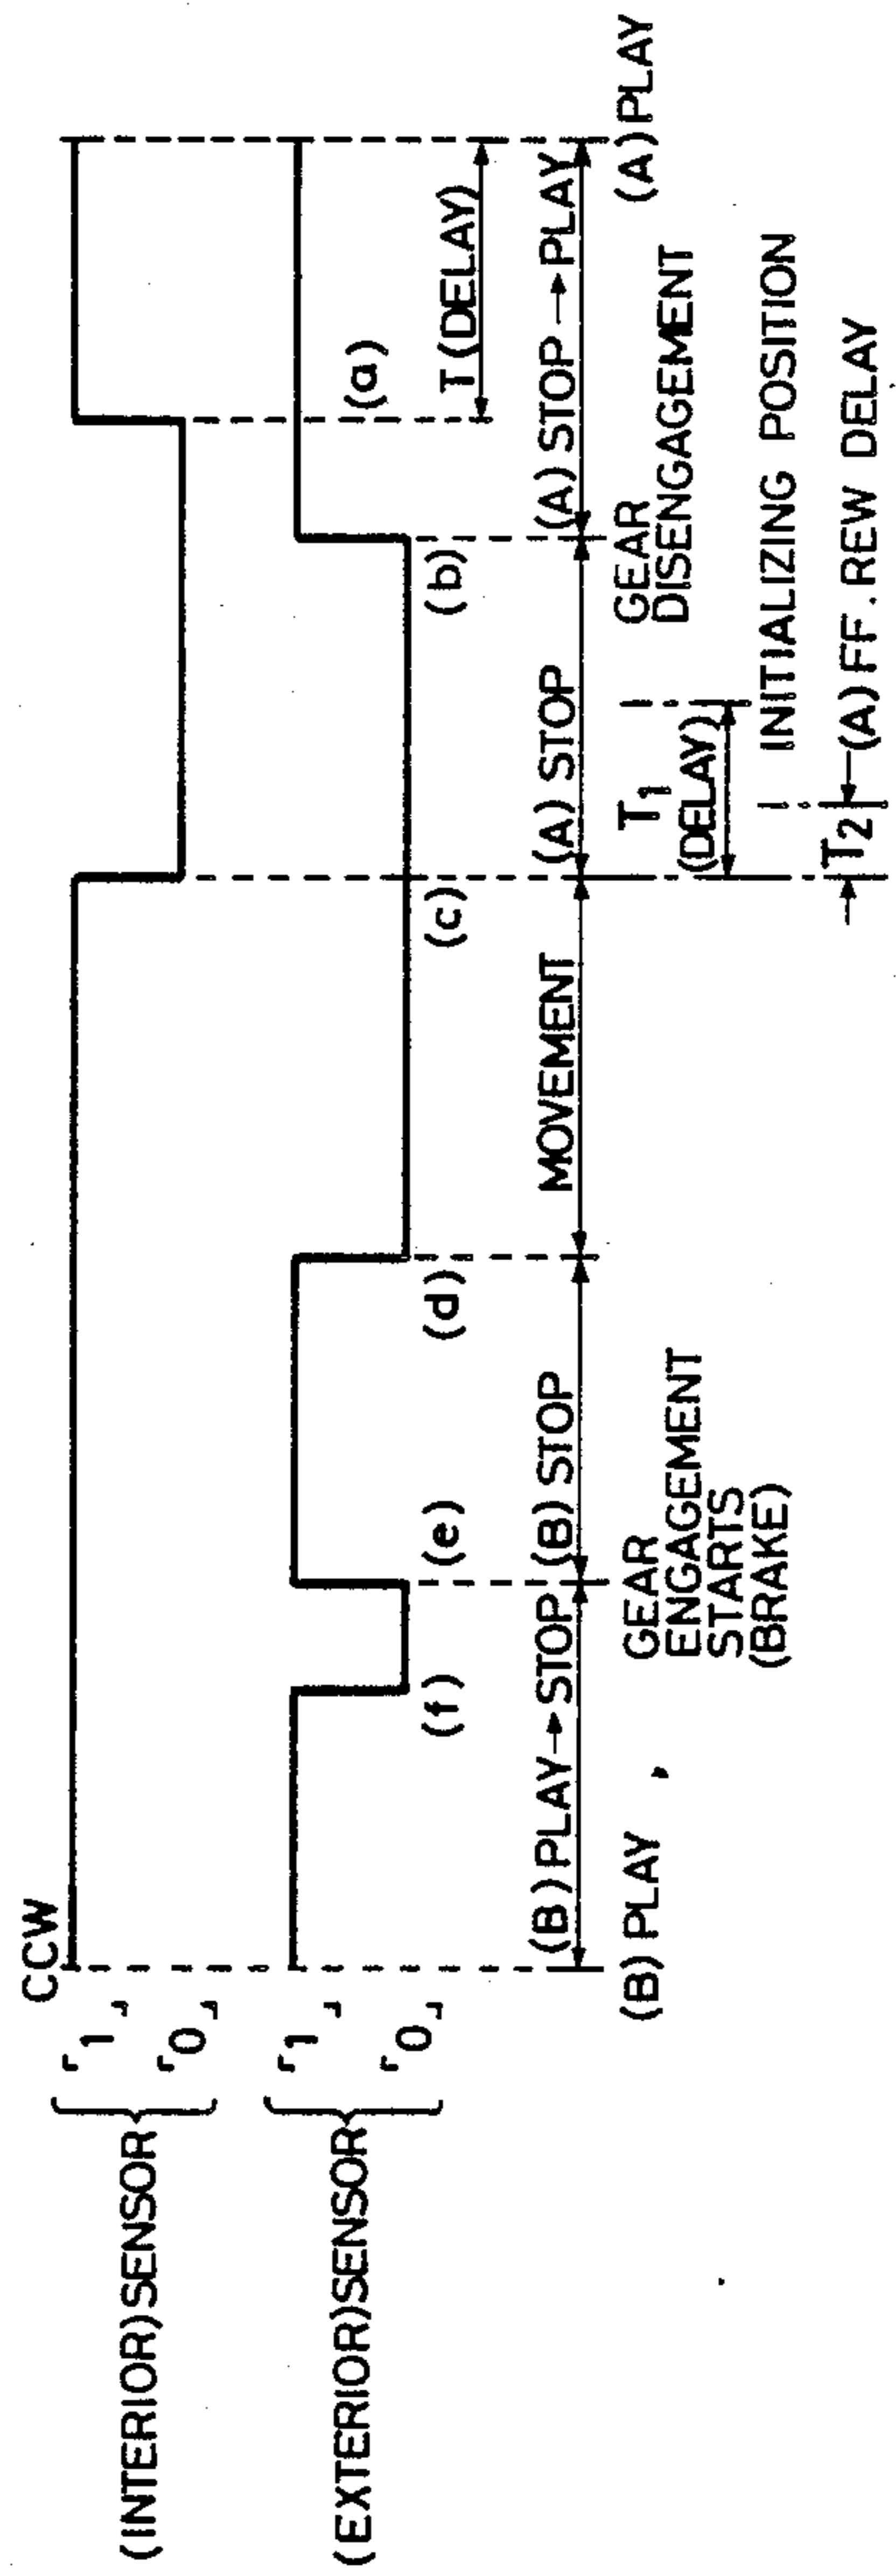 CCW
(INTERIOR)SENSOR
「1」
「0」
(EXTERIOR)SENSOR
「1」
「0」
(f)
(e)
(d)
(c)
(b)
(a)
T(DELAY)
(B)PLAY→STOP
(B)STOP
MOVEMENT
(A)STOP
(A)STOP→PLAY
(B)PLAY
GEAR
ENGAGEMENT
STARTS
(BRAKE)
T1
(DELAY)
GEAR
DISENGAGEMENT
(A)PLAY
INITIALIZING POSITION
T2
(A)FF.REW DELAY